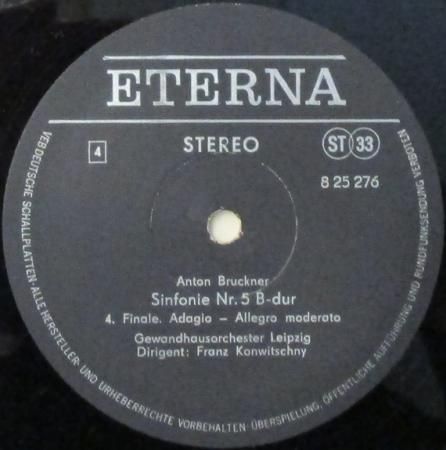 ETERNA
4
STEREO
ST 33
8 25 276
Anton Bruckner
Sinfonie Nr. 5 B-dur
4. Finale. Adagio – Allegro moderato
Gewandhausorchester Leipzig
Dirigent: Franz Konwitschny
VEB DEUTSCHE SCHALLPLATTEN · ALLE HERSTELLER- UND URHEBERRECHTE VORBEHALTEN · ÜBERSPIELUNG, ÖFFENTLICHE AUFFÜHRUNG UND RUNDFUNKSENDUNG VERBOTEN